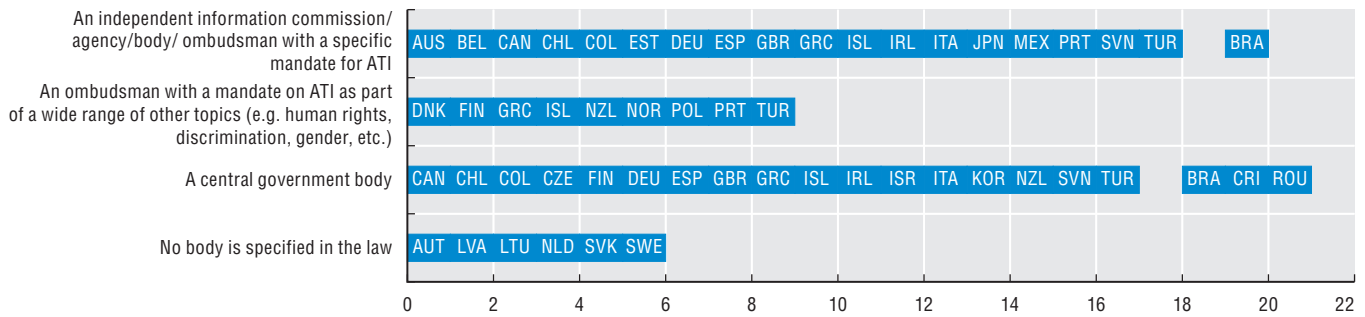 An independent information commission/
agency/body/ ombudsman with a specific
mandate for ATI
AUS BEL CAN CHL COL EST DEU ESP GBR GRC ISL IRL ITA JPN MEX PRT SVN TUR BRA
An ombudsman with a mandate on ATI as part
of a wide range of other topics (e.g. human rights,
discrimination, gender, etc.)
DNK FIN GRC ISL NZL NOR POL PRT TUR
A central government body
CAN CHL COL CZE FIN DEU ESP GBR GRC ISL IRL ISR ITA KOR NZL SVN TUR BRA CRI ROU
No body is specified in the law
AUT LVA LTU NLD SVK SWE
0 2 4 6 8 10 12 14 16 18 20 22